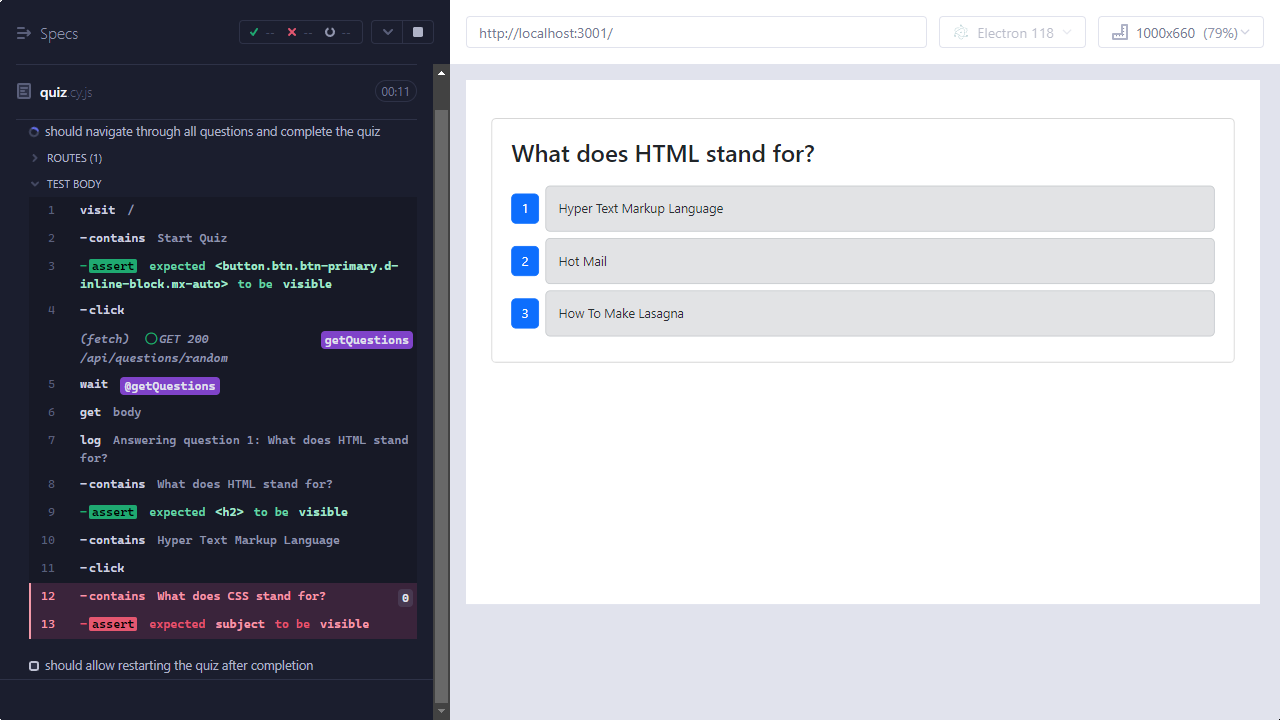 Specs
-- -- --
quiz.cy.js
00:11
should navigate through all questions and complete the quiz
ROUTES (1)
TEST BODY
1 visit /
2 -contains Start Quiz
3 -assert expected <button.btn.btn-primary.d-
inline-block.mx-auto> to be visible
4 -click
(fetch) GET 200 getQuestions
/api/questions/random
5 wait @getQuestions
6 get body
7 log Answering question 1: What does HTML stand
for?
8 -contains What does HTML stand for?
9 -assert expected <h2> to be visible
10 -contains Hyper Text Markup Language
11 -click
12 -contains What does CSS stand for? 0
13 -assert expected subject to be visible
should allow restarting the quiz after completion
http://localhost:3001/
Electron 118
1000x660 (79%)
What does HTML stand for?
1 Hyper Text Markup Language
2 Hot Mail
3 How To Make Lasagna